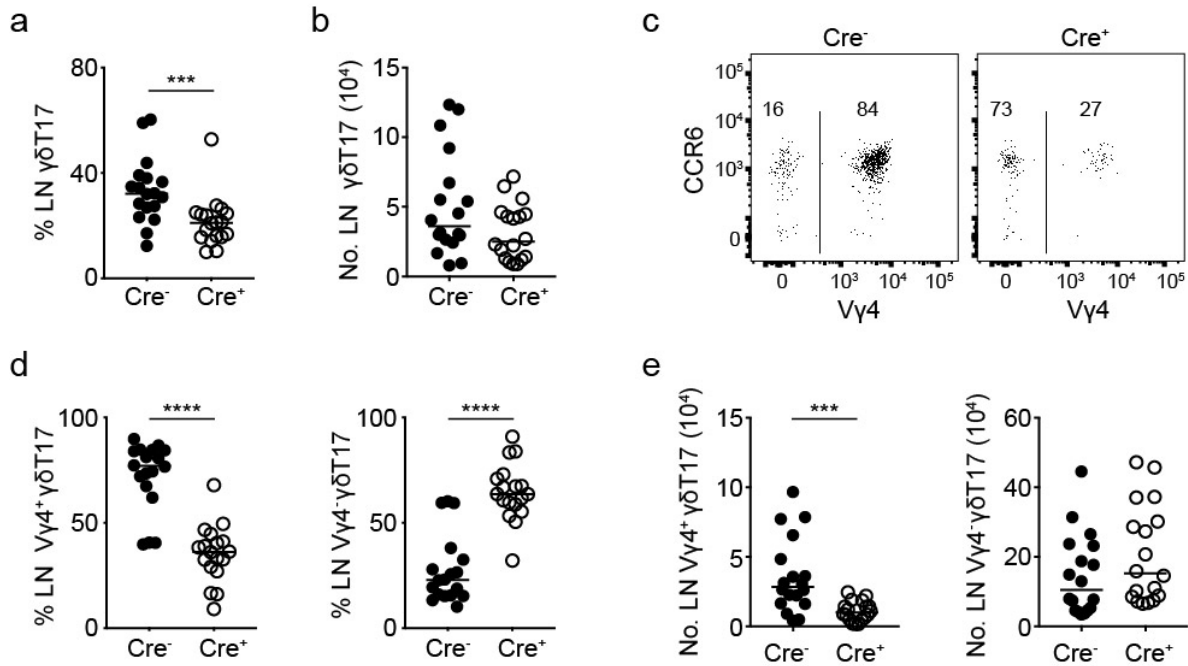 a
% LN γδT17
80
40
0
***
Cre⁻
Cre⁺
b
No. LN γδT17 (10⁴)
15
10
5
0
Cre⁻
Cre⁺
c
Cre⁻
Cre⁺
CCR6
10⁵
10⁴
10³
0
16
84
73
27
0
10³
10⁴
10⁵
0
10³
10⁴
10⁵
Vγ4
Vγ4
d
% LN Vγ4⁺ γδT17
100
50
0
****
Cre⁻
Cre⁺
% LN Vγ4⁻ γδT17
100
50
0
****
Cre⁻
Cre⁺
e
No. LN Vγ4⁺ γδT17 (10⁴)
15
10
5
0
***
Cre⁻
Cre⁺
No. LN Vγ4⁻ γδT17 (10⁴)
60
40
20
0
Cre⁻
Cre⁺